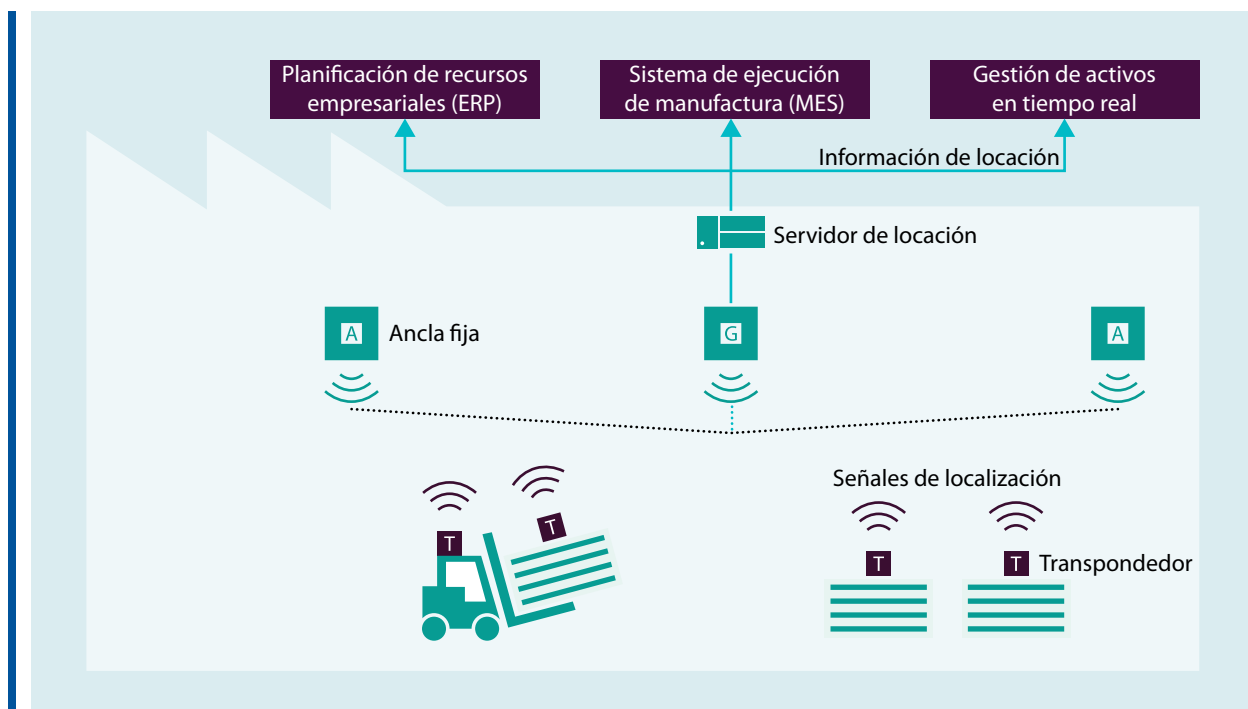 Planificación de recursos
empresariales (ERP)
Sistema de ejecución
de manufactura (MES)
Gestión de activos
en tiempo real
Información de locación
Servidor de locación
A
Ancla fija
G
A
Señales de localización
T
T
T
T
Transpondedor